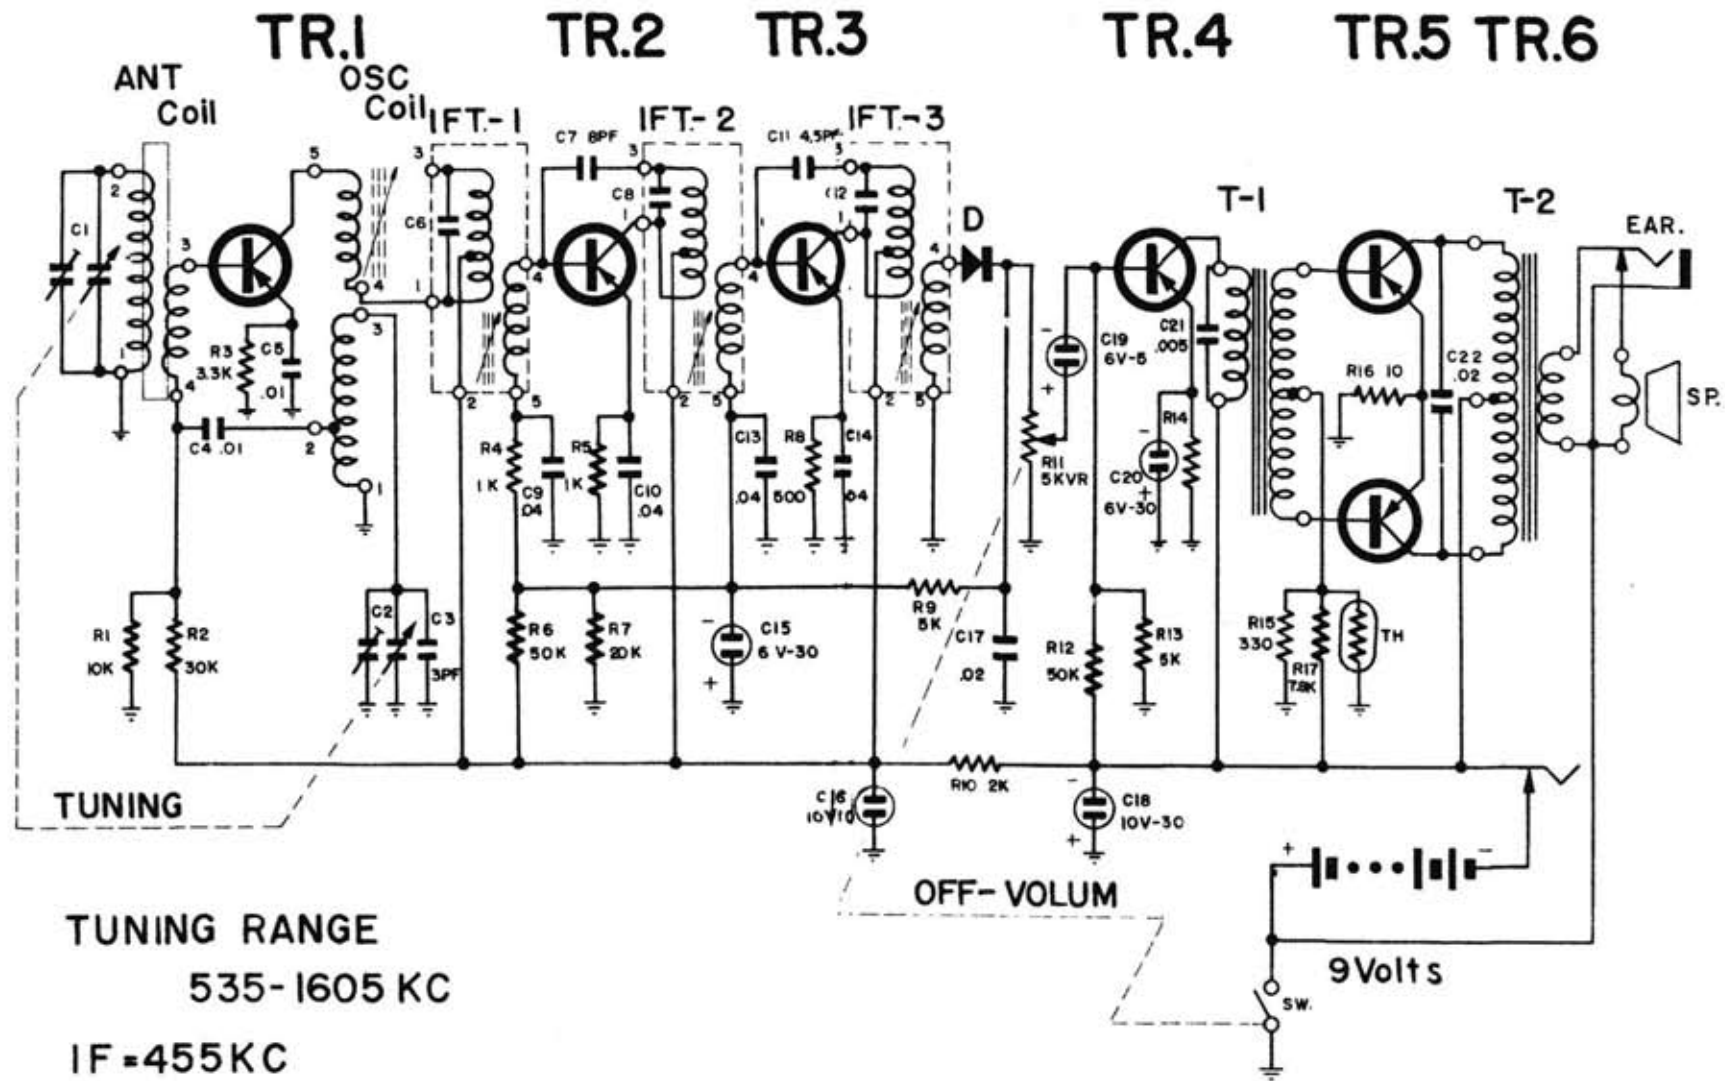 TR.1 TR.2 TR.3 TR.4 TR.5 TR.6
ANT Coil
OSC Coil
IFT.-1
IFT.-2
IFT.-3
C7 8PF
C11 4.5PF
D
T-1
T-2
EAR.
SP.
C1
2
1
3
4
5
4
3
2
1
R3 3.3K
C5 .01
C4 .01
3
1
C6
4
2
5
3
1
C8
4
2
5
3
1
C12
4
2
5
1
1
R4 1K
C9 .04
R5 1K
C10 .04
C13 .04
R8 500
C14 .04
R11 5KVR
-
C19 6V-5
+
C21 .005
R14
-
C20
+
6V-30
R16 10
C22 .02
R1 10K
R2 30K
C2
C3 3PF
R6 50K
R7 20K
-
C15 6V-30
+
R9 5K
C17 .02
R12 50K
R13 5K
R15 330
R17 7.8K
TH
TUNING
C16 10V10
R10 2K
-
C18 10V-30
+
+
-
OFF-VOLUM
9Volts
SW.
TUNING RANGE
535-1605 KC
IF=455KC